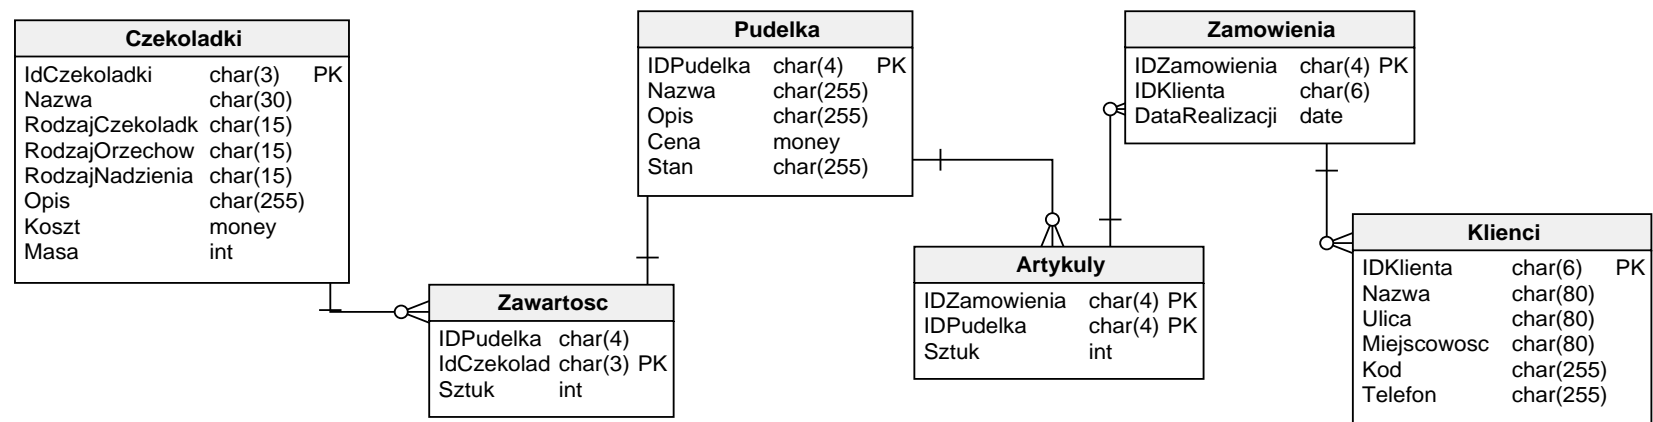 Czekoladki
IdCzekoladki char(3) PK
Nazwa char(30)
RodzajCzekoladk char(15)
RodzajOrzechow char(15)
RodzajNadzienia char(15)
Opis char(255)
Koszt money
Masa int
Zawartosc
IDPudelka char(4)
IdCzekolad char(3) PK
Sztuk int
Pudelka
IDPudelka char(4) PK
Nazwa char(255)
Opis char(255)
Cena money
Stan char(255)
Artykuly
IDZamowienia char(4) PK
IDPudelka char(4) PK
Sztuk int
Zamowienia
IDZamowienia char(4) PK
IDKlienta char(6)
DataRealizacji date
Klienci
IDKlienta char(6) PK
Nazwa char(80)
Ulica char(80)
Miejscowosc char(80)
Kod char(255)
Telefon char(255)